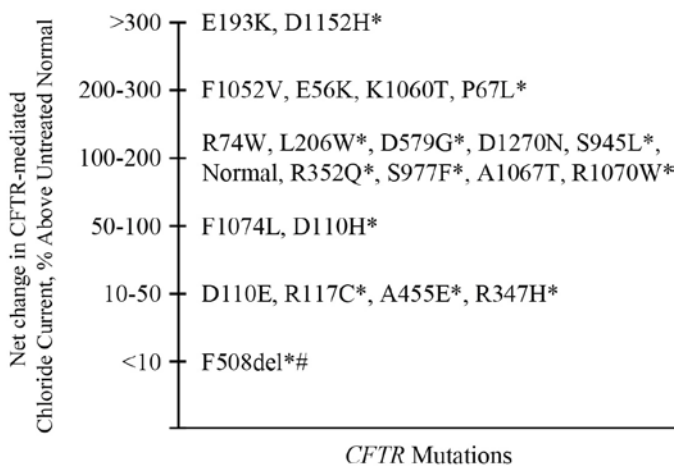 Net change in CFTR-mediated
Chloride Current, % Above Untreated Normal
>300 E193K, D1152H*
200-300 F1052V, E56K, K1060T, P67L*
100-200 R74W, L206W*, D579G*, D1270N, S945L*,
Normal, R352Q*, S977F*, A1067T, R1070W*
50-100 F1074L, D110H*
10-50 D110E, R117C*, A455E*, R347H*
<10 F508del*#
CFTR Mutations